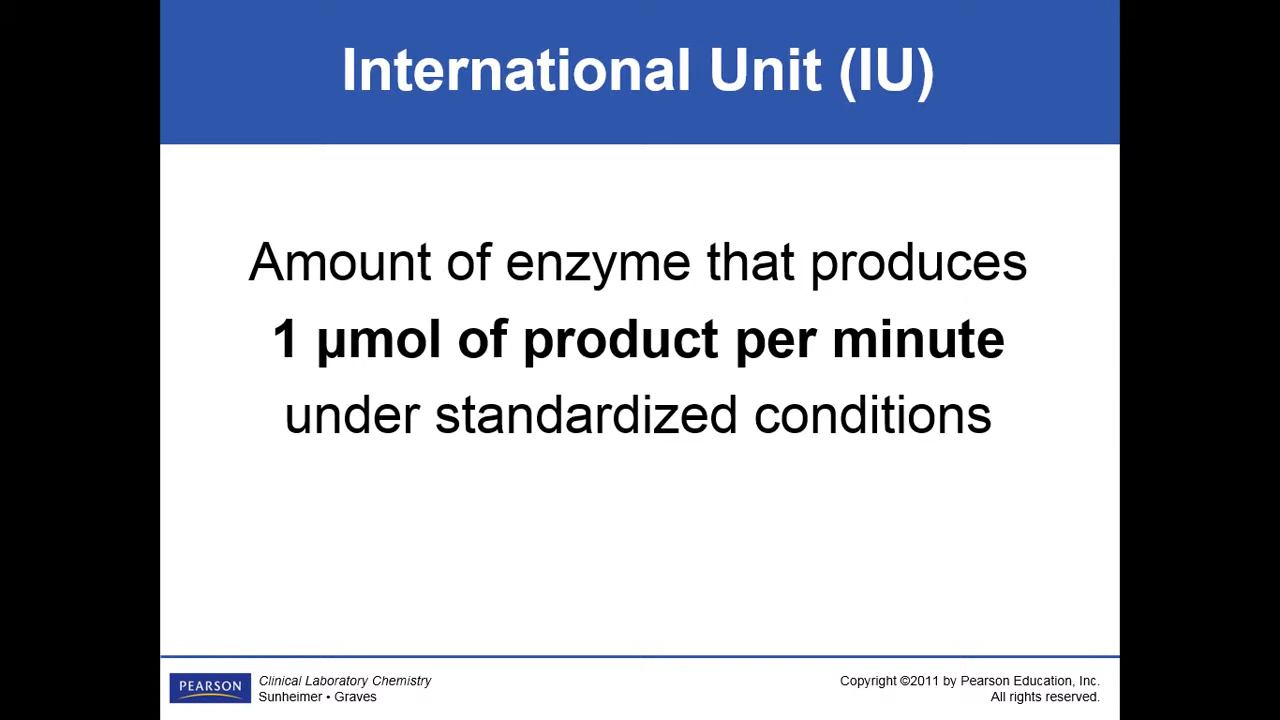 International Unit (IU)
Amount of enzyme that produces
1 µmol of product per minute
under standardized conditions
PEARSON
Clinical Laboratory Chemistry
Sunheimer • Graves
Copyright ©2011 by Pearson Education, Inc.
All rights reserved.